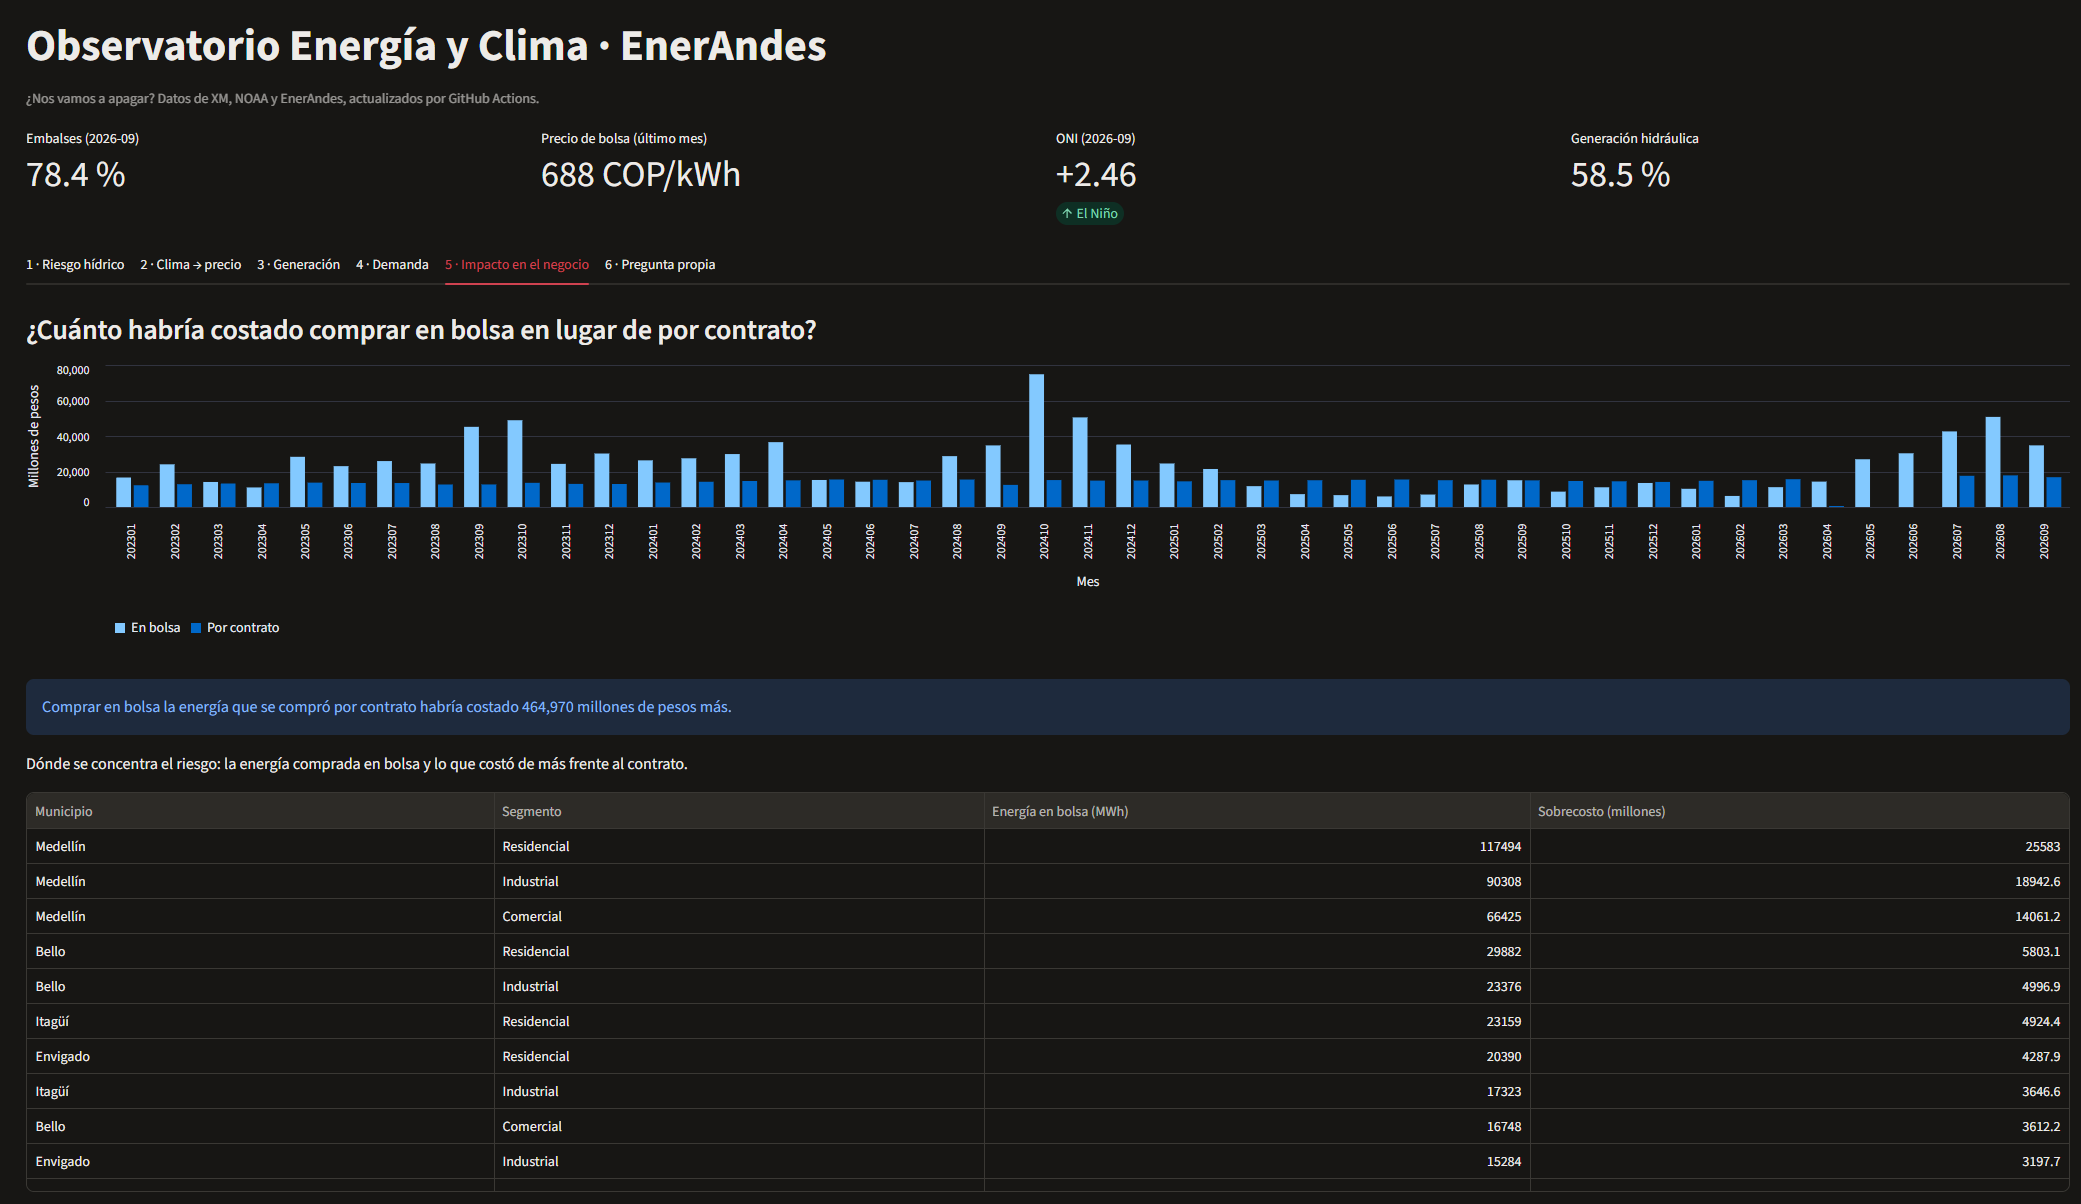 Observatorio Energía y Clima · EnerAndes
¿Nos vamos a apagar? Datos de XM, NOAA y EnerAndes, actualizados por GitHub Actions.
Embalses (2026-09)
78.4 %
Precio de bolsa (último mes)
688 COP/kWh
ONI (2026-09)
+2.46
↑ El Niño
Generación hidráulica
58.5 %
1 · Riesgo hídrico 2 · Clima → precio 3 · Generación 4 · Demanda 5 · Impacto en el negocio 6 · Pregunta propia
¿Cuánto habría costado comprar en bolsa en lugar de por contrato?
Millones de pesos
80,000
60,000
40,000
20,000
0
202301 202302 202303 202304 202305 202306 202307 202308 202309 202310 202311 202312 202401 202402 202403 202404 202405 202406 202407 202408 202409 202410 202411 202412 202501 202502 202503 202504 202505 202506 202507 202508 202509 202510 202511 202512 202601 202602 202603 202604 202605 202606 202607 202608 202609
Mes
En bolsa Por contrato
Comprar en bolsa la energía que se compró por contrato habría costado 464,970 millones de pesos más.
Dónde se concentra el riesgo: la energía comprada en bolsa y lo que costó de más frente al contrato.
Municipio Segmento Energía en bolsa (MWh) Sobrecosto (millones)
Medellín Residencial 117494 25583
Medellín Industrial 90308 18942.6
Medellín Comercial 66425 14061.2
Bello Residencial 29882 5803.1
Bello Industrial 23376 4996.9
Itagüí Residencial 23159 4924.4
Envigado Residencial 20390 4287.9
Itagüí Industrial 17323 3646.6
Bello Comercial 16748 3612.2
Envigado Industrial 15284 3197.7